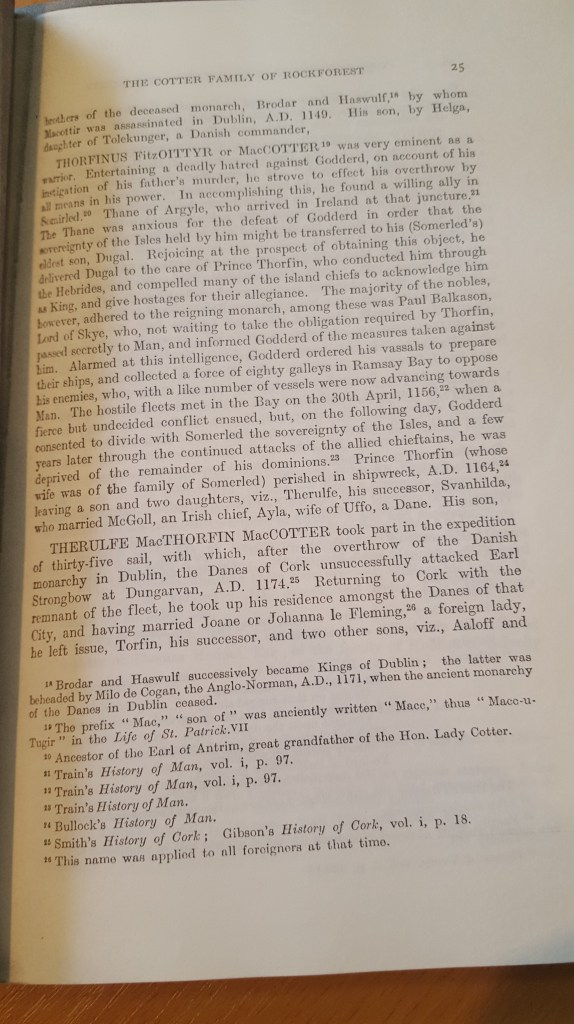 THE COTTER FAMILY OF ROCKFOREST 25
brothers of the deceased monarch, Brodar and Haswulf,¹⁸ by whom
Maccottir was assassinated in Dublin, A.D. 1149. His son, by Helga,
daughter of Tolekunger, a Danish commander,
THORFINUS FitzOITTYR or MacCOTTER¹⁹ was very eminent as a
warrior. Entertaining a deadly hatred against Godderd, on account of his
instigation of his father's murder, he strove to effect his overthrow by
all means in his power. In accomplishing this, he found a willing ally in
Somirled.²⁰ Thane of Argyle, who arrived in Ireland at that juncture.²¹
The Thane was anxious for the defeat of Godderd in order that the
sovereignty of the Isles held by him might be transferred to his (Somerled's)
eldest son, Dugal. Rejoicing at the prospect of obtaining this object, he
delivered Dugal to the care of Prince Thorfin, who conducted him through
the Hebrides, and compelled many of the island chiefs to acknowledge him
as King, and give hostages for their allegiance. The majority of the nobles,
however, adhered to the reigning monarch, among these was Paul Balkason,
Lord of Skye, who, not waiting to take the obligation required by Thorfin,
passed secretly to Man, and informed Godderd of the measures taken against
him. Alarmed at this intelligence, Godderd ordered his vassals to prepare
their ships, and collected a force of eighty galleys in Ramsay Bay to oppose
his enemies, who, with a like number of vessels were now advancing towards
Man. The hostile fleets met in the Bay on the 30th April, 1156,²² when a
fierce but undecided conflict ensued, but, on the following day, Godderd
consented to divide with Somerled the sovereignty of the Isles, and a few
years later through the continued attacks of the allied chieftains, he was
deprived of the remainder of his dominions.²³ Prince Thorfin (whose
wife was of the family of Somerled) perished in shipwreck, A.D. 1164,²⁴
leaving a son and two daughters, viz., Therulfe, his successor, Svanhilda,
who married McGoll, an Irish chief, Ayla, wife of Uffo, a Dane. His son,
THERULFE MacTHORFIN MacCOTTER took part in the expedition
of thirty-five sail, with which, after the overthrow of the Danish
monarchy in Dublin, the Danes of Cork unsuccessfully attacked Earl
Strongbow at Dungarvan, A.D. 1174.²⁵ Returning to Cork with the
remnant of the fleet, he took up his residence amongst the Danes of that
City, and having married Joane or Johanna le Fleming,²⁶ a foreign lady,
he left issue, Torfin, his successor, and two other sons, viz., Aaloff and
¹⁸ Brodar and Haswulf successively became Kings of Dublin ; the latter was
beheaded by Milo de Cogan, the Anglo-Norman, A.D., 1171, when the ancient monarchy
of the Danes in Dublin ceased.
¹⁹ The prefix " Mac," " son of " was anciently written " Macc," thus " Macc-u-
Tugir " in the Life of St. Patrick.VII
²⁰ Ancestor of the Earl of Antrim, great grandfather of the Hon. Lady Cotter.
²¹ Train's History of Man, vol. i, p. 97.
²² Train's History of Man, vol. i, p. 97.
²³ Train's History of Man.
²⁴ Bullock's History of Man.
²⁵ Smith's History of Cork ; Gibson's History of Cork, vol. i, p. 18.
²⁶ This name was applied to all foreigners at that time.